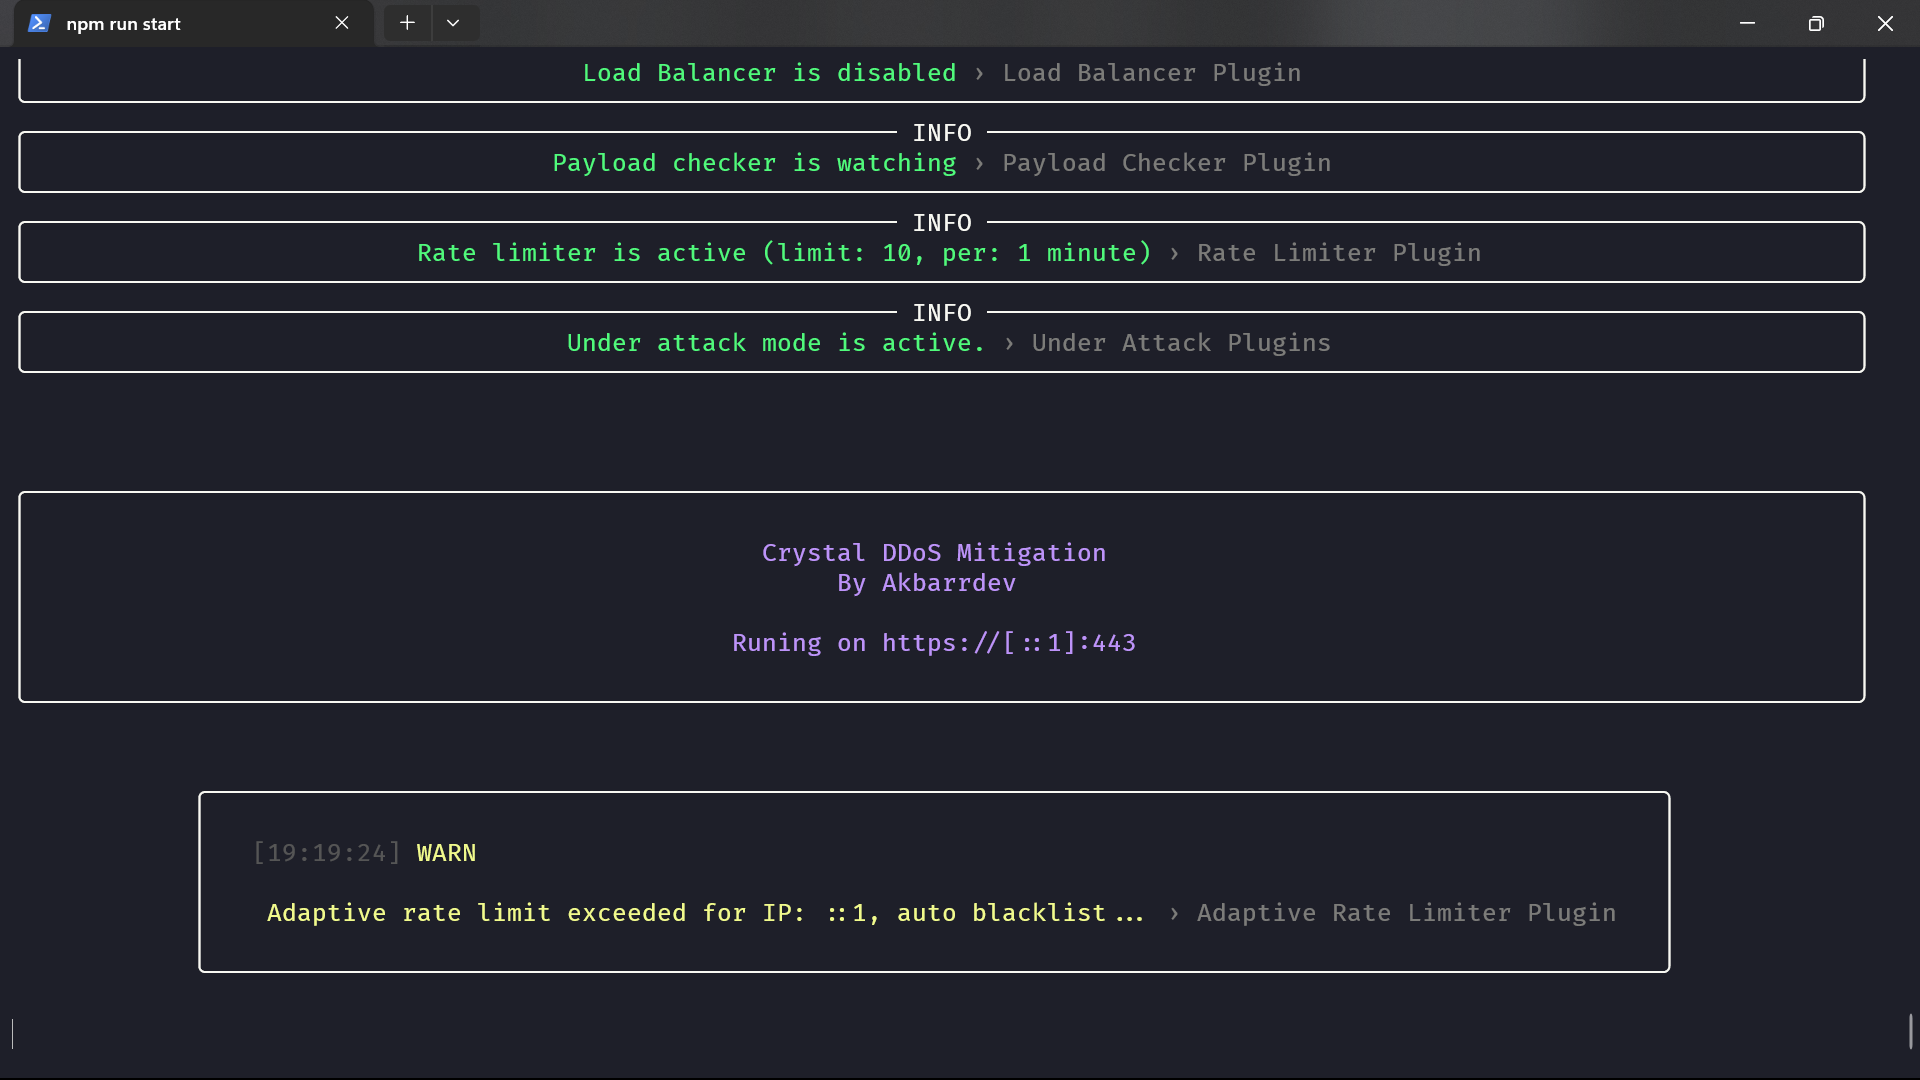 npm run start
Load Balancer is disabled › Load Balancer Plugin
INFO
Payload checker is watching › Payload Checker Plugin
INFO
Rate limiter is active (limit: 10, per: 1 minute) › Rate Limiter Plugin
INFO
Under attack mode is active. › Under Attack Plugins
Crystal DDoS Mitigation
By Akbarrdev
Runing on https://[::1]:443
[19:19:24] WARN
Adaptive rate limit exceeded for IP: ::1, auto blacklist... › Adaptive Rate Limiter Plugin